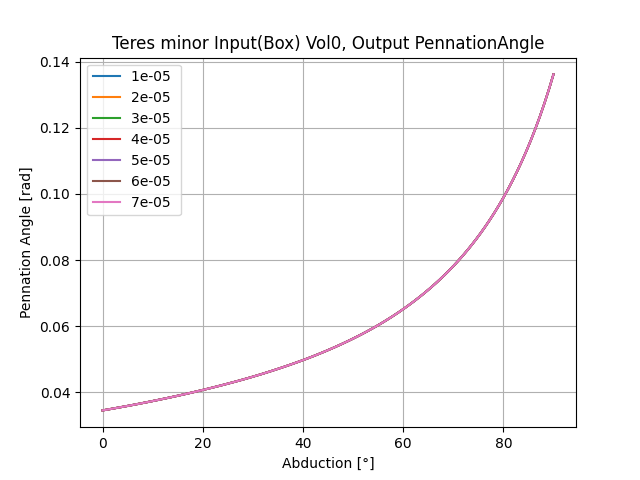 Teres minor Input(Box) Vol0, Output PennationAngle
1e-05
2e-05
3e-05
4e-05
5e-05
6e-05
7e-05
Pennation Angle [rad]
0.14
0.12
0.10
0.08
0.06
0.04
0 20 40 60 80
Abduction [°]